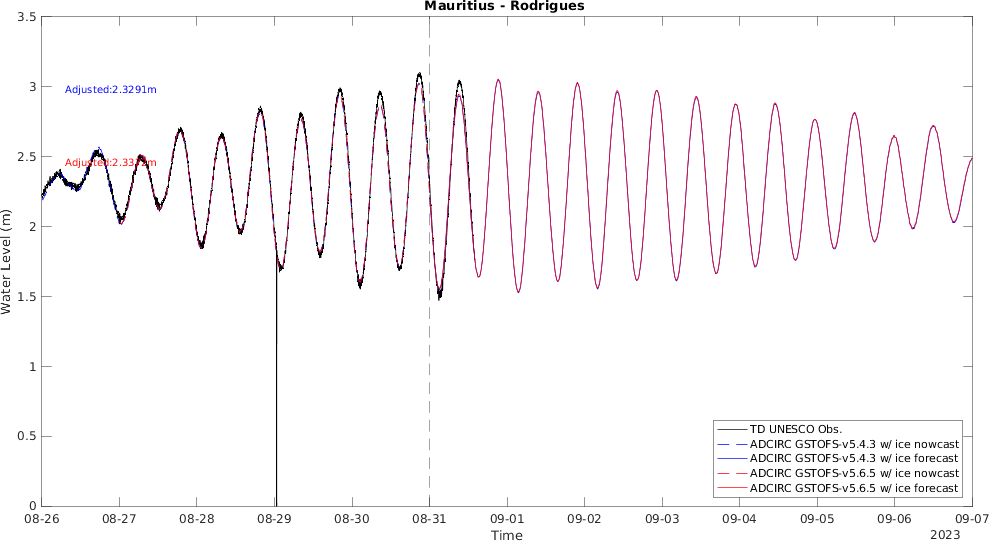 Mauritius - Rodrigues
3.5
3
2.5
2
1.5
1
0.5
0
Water Level (m)
Adjusted:2.3291m
08-26
08-27
08-28
08-29
08-30
08-31
09-01
09-02
09-03
09-04
09-05
09-06
09-07
Time
2023
TD UNESCO Obs.
ADCIRC GSTOFS-v5.4.3 w/ ice nowcast
ADCIRC GSTOFS-v5.4.3 w/ ice forecast
ADCIRC GSTOFS-v5.6.5 w/ ice nowcast
ADCIRC GSTOFS-v5.6.5 w/ ice forecast